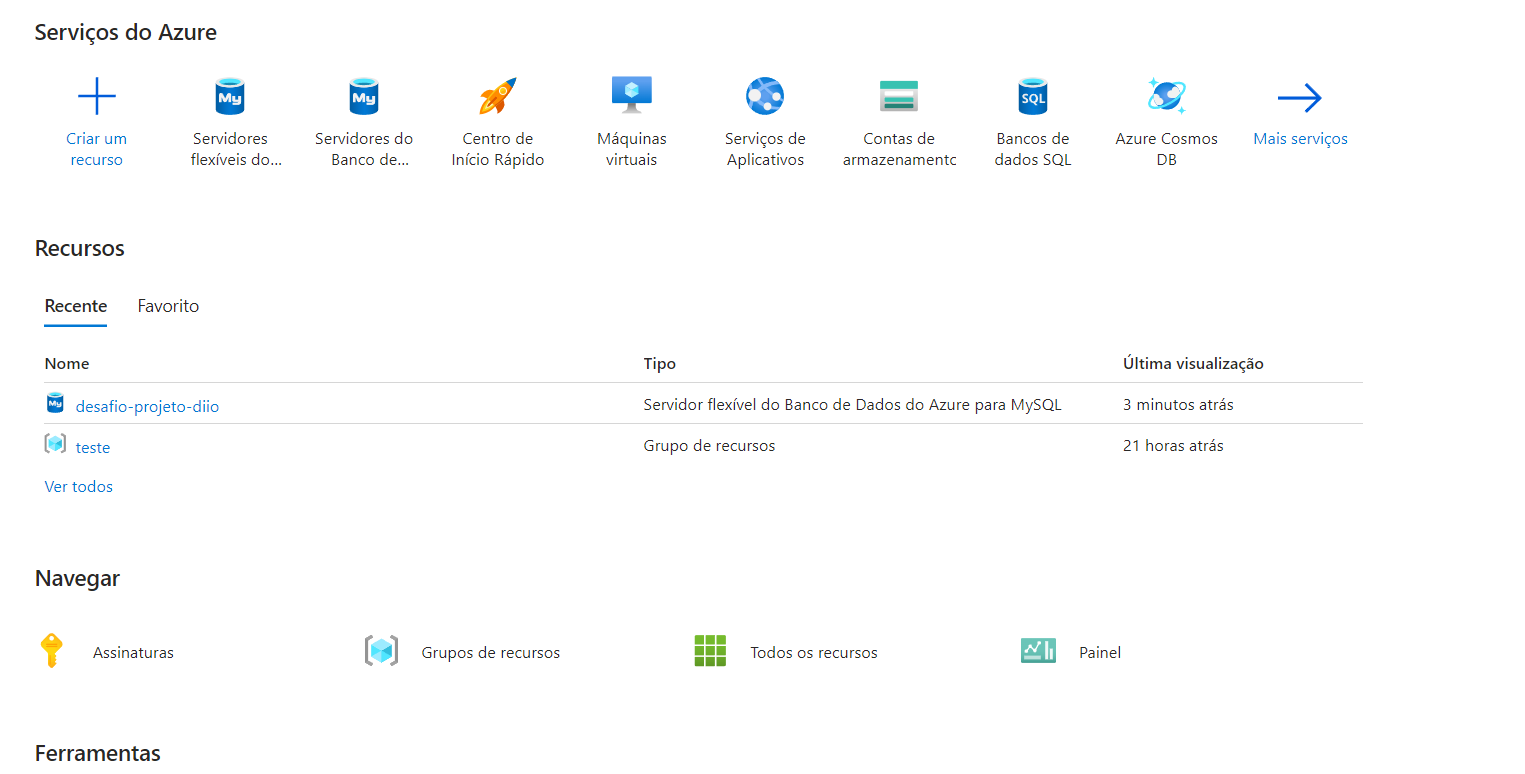 Serviços do Azure
My
My
SQL
Criar um
recurso
Servidores
flexíveis do...
Servidores do
Banco de...
Centro de
Início Rápido
Máquinas
virtuais
Serviços de
Aplicativos
Contas de
armazenamentc
Bancos de
dados SQL
Azure Cosmos
DB
Mais serviços
Recursos
Recente Favorito
Nome Tipo Última visualização
My desafio-projeto-diio Servidor flexível do Banco de Dados do Azure para MySQL 3 minutos atrás
teste Grupo de recursos 21 horas atrás
Ver todos
Navegar
Assinaturas Grupos de recursos Todos os recursos Painel
Ferramentas